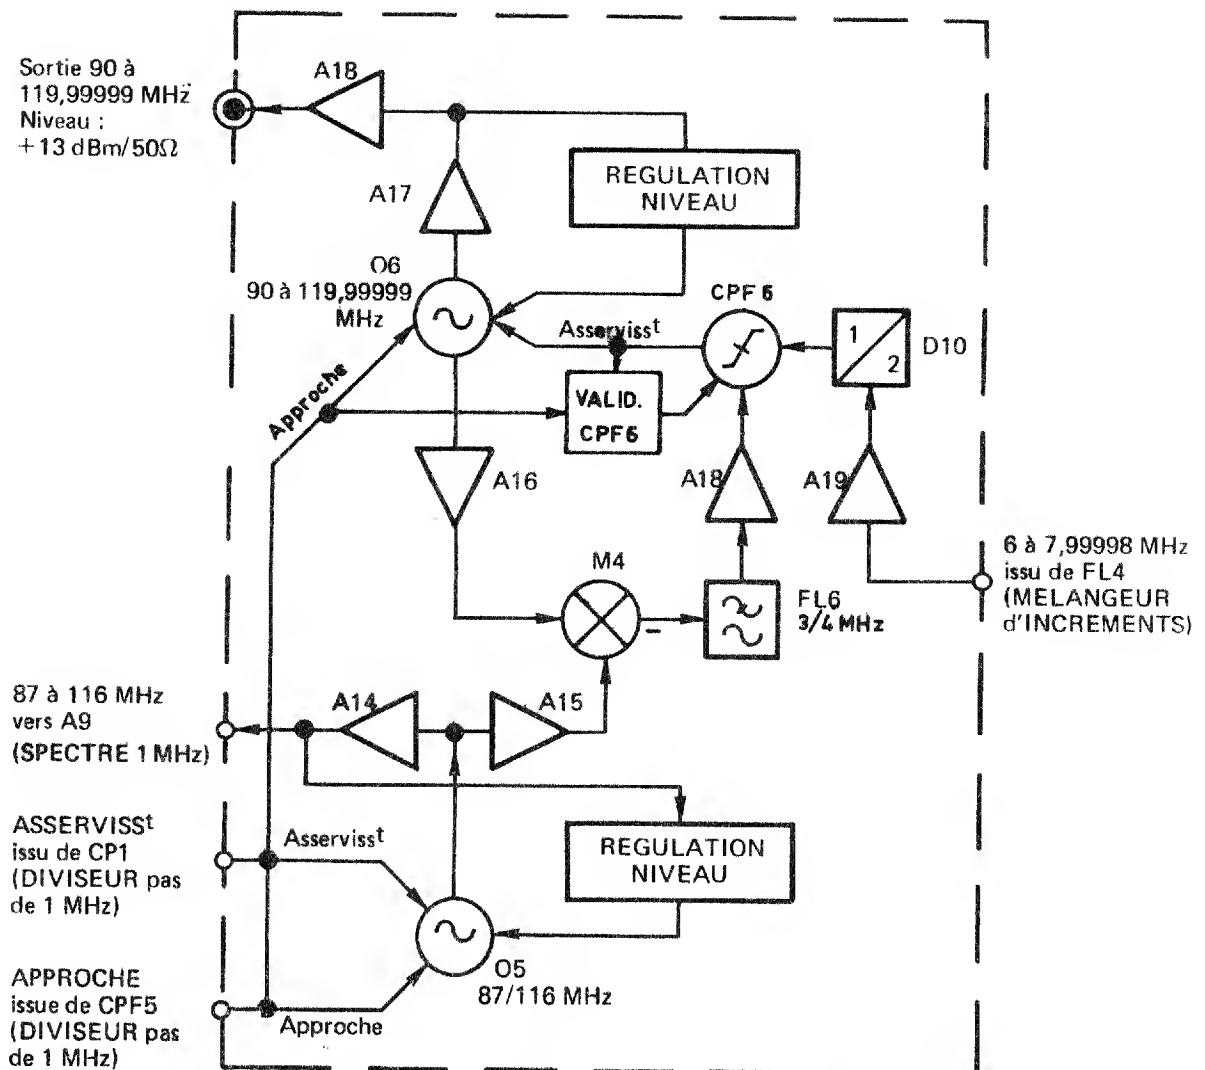 Sortie 90 à
119,99999 MHz
Niveau :
+13 dBm/50Ω
A18
A17
REGULATION
NIVEAU
O6
90 à 119,99999
MHz
CPF 6
Asservisst
1
2
D10
Approche
VALID.
CPF6
A16
A18
A19
6 à 7,99998 MHz
issu de FL4
(MELANGEUR
d'INCREMENTS)
M4
−
FL6
3/4 MHz
87 à 116 MHz
vers A9
(SPECTRE 1 MHz)
A14
A15
ASSERVISSt
issu de CP1
(DIVISEUR pas
de 1 MHz)
Asservisst
REGULATION
NIVEAU
APPROCHE
issue de CPF5
(DIVISEUR pas
de 1 MHz)
Approche
O5
87/116 MHz